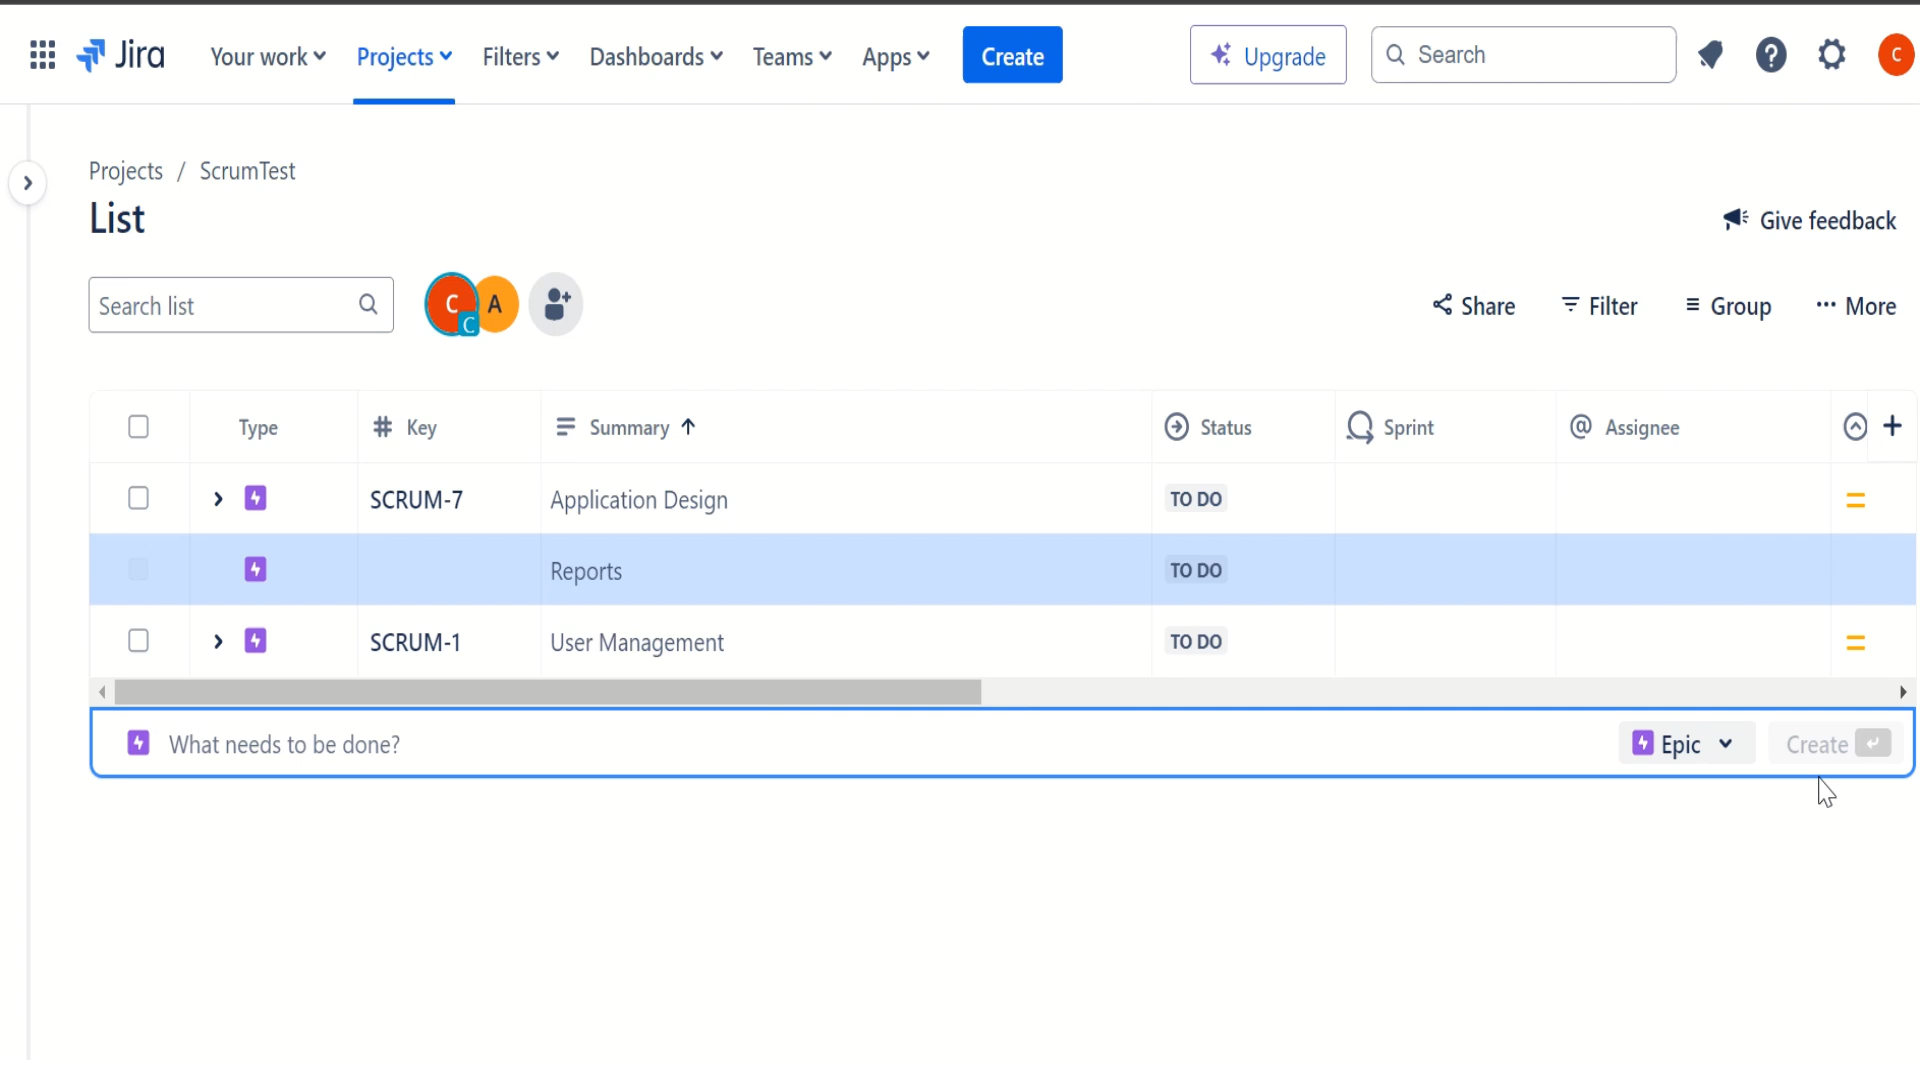 Jira Your work Projects Filters Dashboards Teams Apps Create Upgrade Search C
Projects / ScrumTest
List
Give feedback
Search list C C A Share Filter Group More
Type Key Summary Status Sprint Assignee
SCRUM-7 Application Design TO DO
Reports TO DO
SCRUM-1 User Management TO DO
What needs to be done? Epic Create